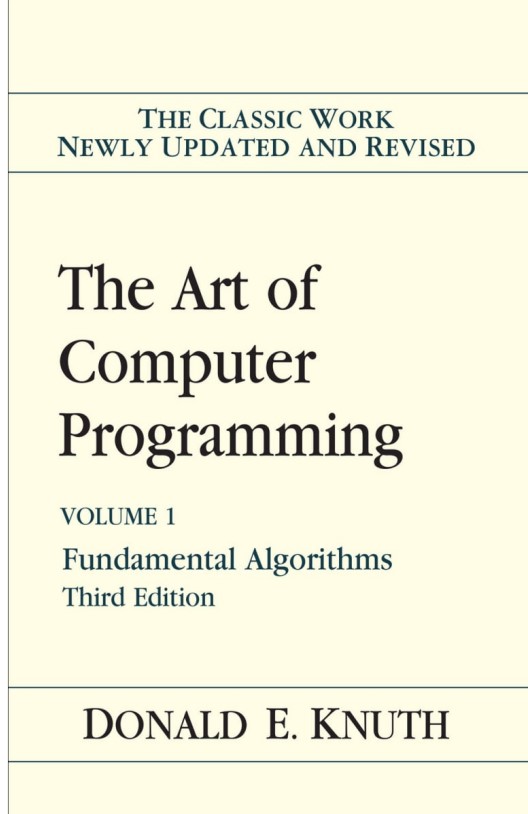 THE CLASSIC WORK
NEWLY UPDATED AND REVISED
The Art of
Computer
Programming
VOLUME 1
Fundamental Algorithms
Third Edition
DONALD E. KNUTH